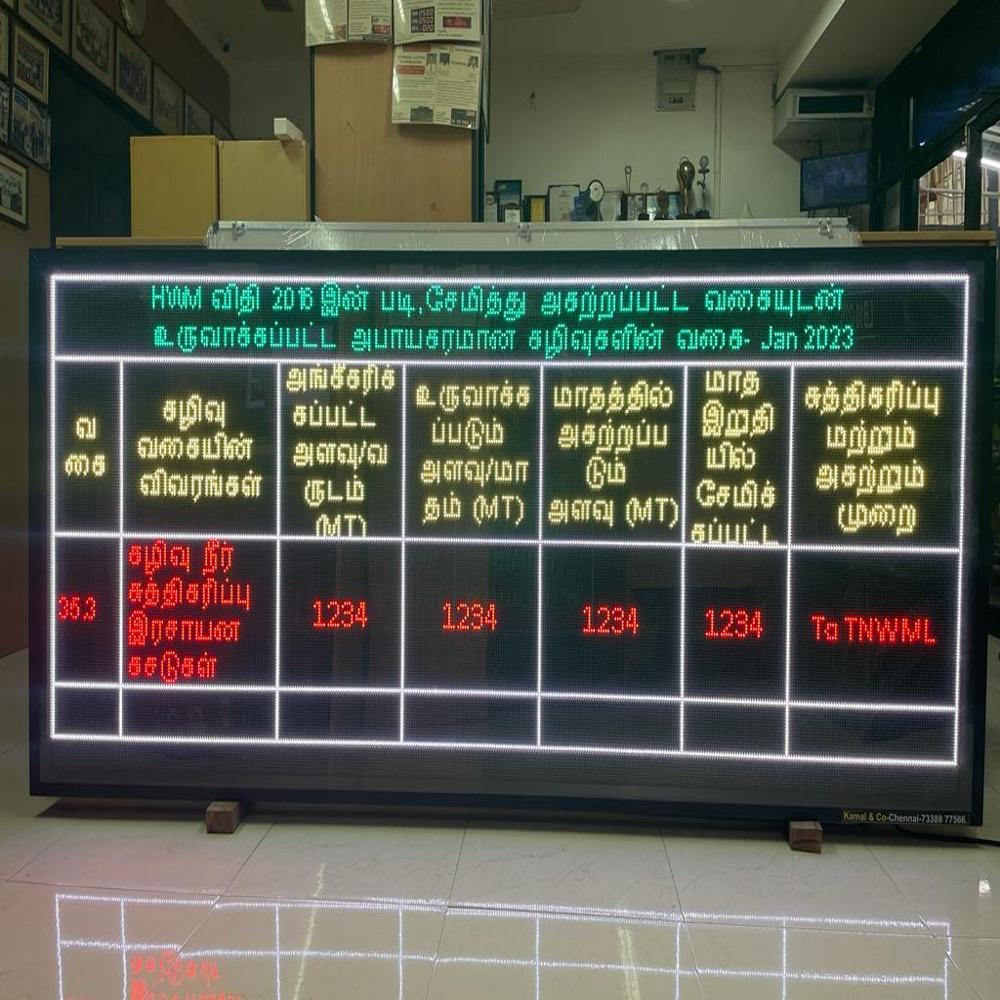 HWM விதி 2016 இன் படி,சேமித்து அகற்றப்பட்ட வகையுடன்
உருவாக்கப்பட்ட அபாயகரமான கழிவுகளின் வகை- Jan 2023
வ
கை
கழிவு
வகையின்
விவரங்கள்
அங்கீகரிக்
கப்பட்ட
அளவு/வ
ருடம்
(MT)
உருவாக்க
ப்படும்
அளவு/மா
தம் (MT)
மாதத்தில்
அகற்றப்ப
டும்
அளவு (MT)
மாத
இறுதி
யில்
சேமிக்
கப்பட்ட
சுத்திகரிப்பு
மற்றும்
அகற்றும்
முறை
35.3
கழிவு நீர்
சுத்திகரிப்பு
இரசாயன
கசடுகள்
1234
1234
1234
1234
To TNWML
Kamal & Co-Chennai-73388 77566.